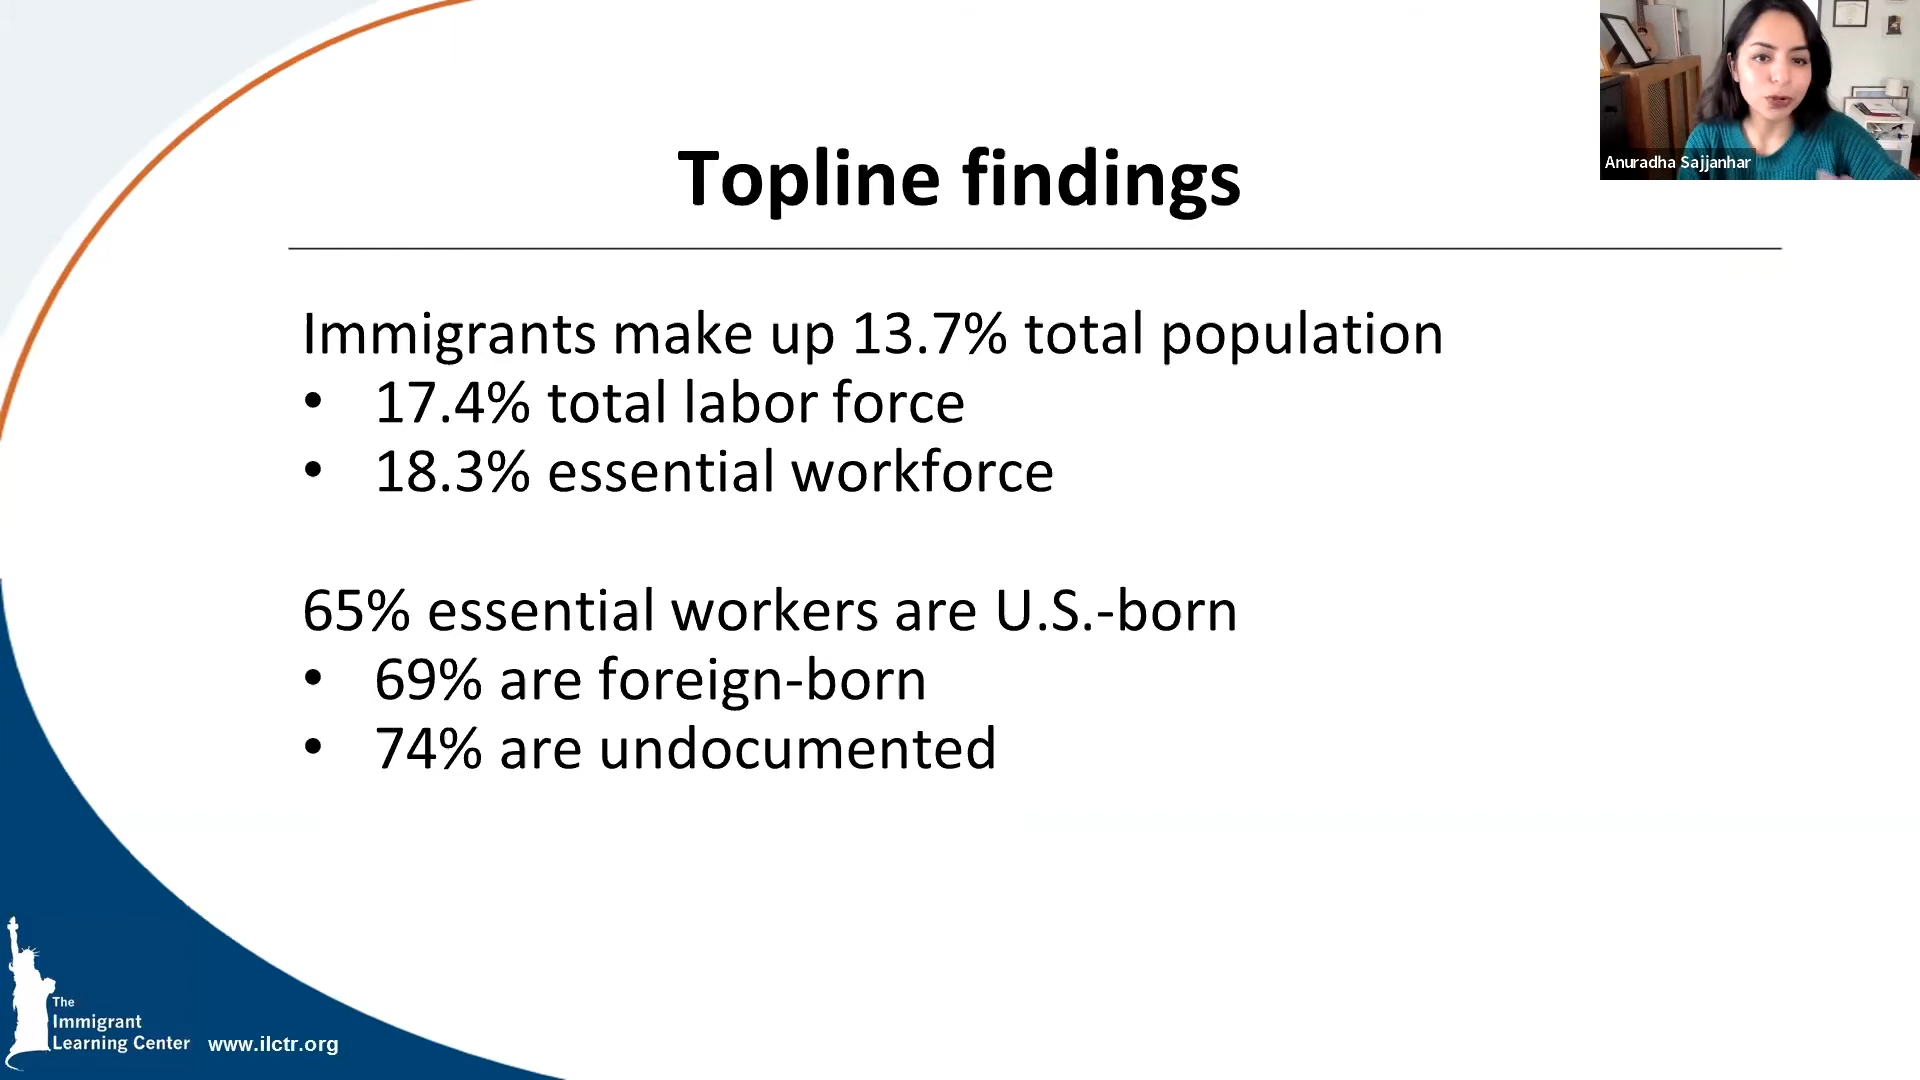 Topline findings
Anuradha Sajjanhar
Immigrants make up 13.7% total population
• 17.4% total labor force
• 18.3% essential workforce
65% essential workers are U.S.-born
• 69% are foreign-born
• 74% are undocumented
The
Immigrant
Learning Center
www.ilctr.org